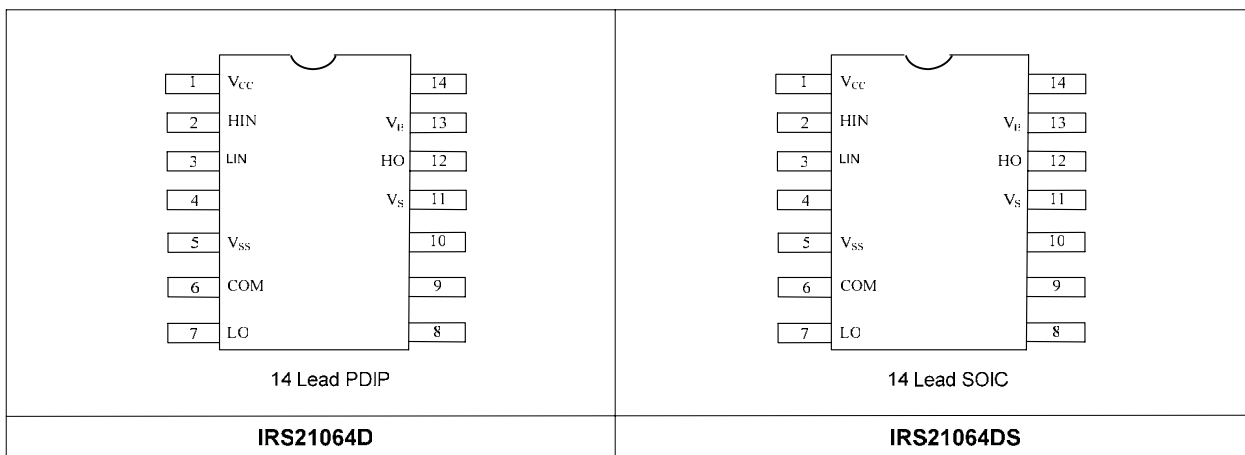 1 V_CC 14
2 HIN V_B 13
3 LIN HO 12
4 V_S 11
5 V_SS 10
6 COM 9
7 LO 8
14 Lead PDIP
IRS21064D
1 V_CC 14
2 HIN V_B 13
3 LIN HO 12
4 V_S 11
5 V_SS 10
6 COM 9
7 LO 8
14 Lead SOIC
IRS21064DS